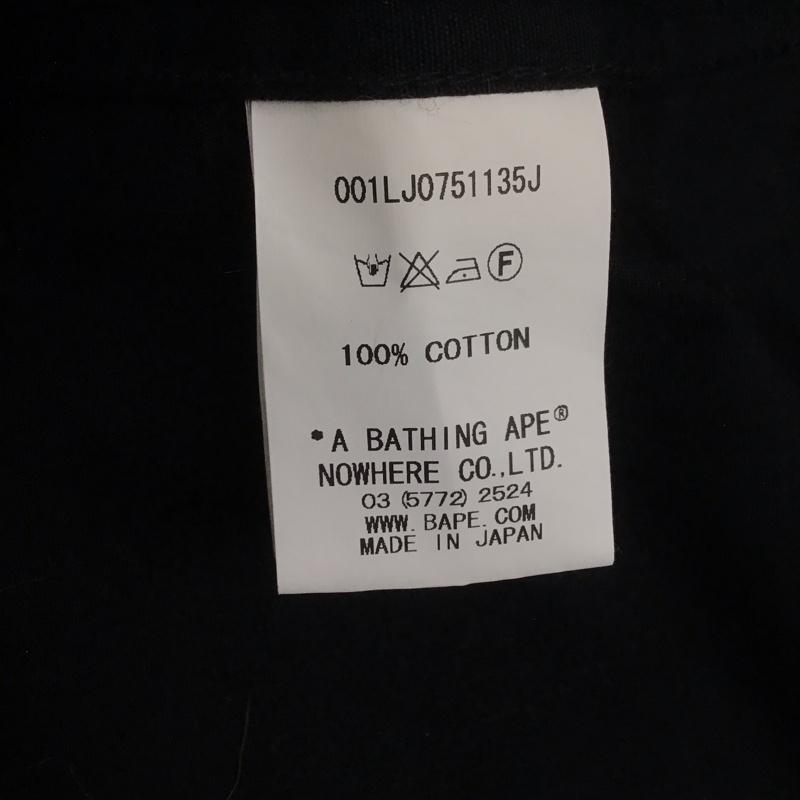 001LJ0751135J
F
100% COTTON
*A BATHING APE®
NOWHERE CO.,LTD.
03 (5772) 2524
WWW. BAPE. COM
MADE IN JAPAN